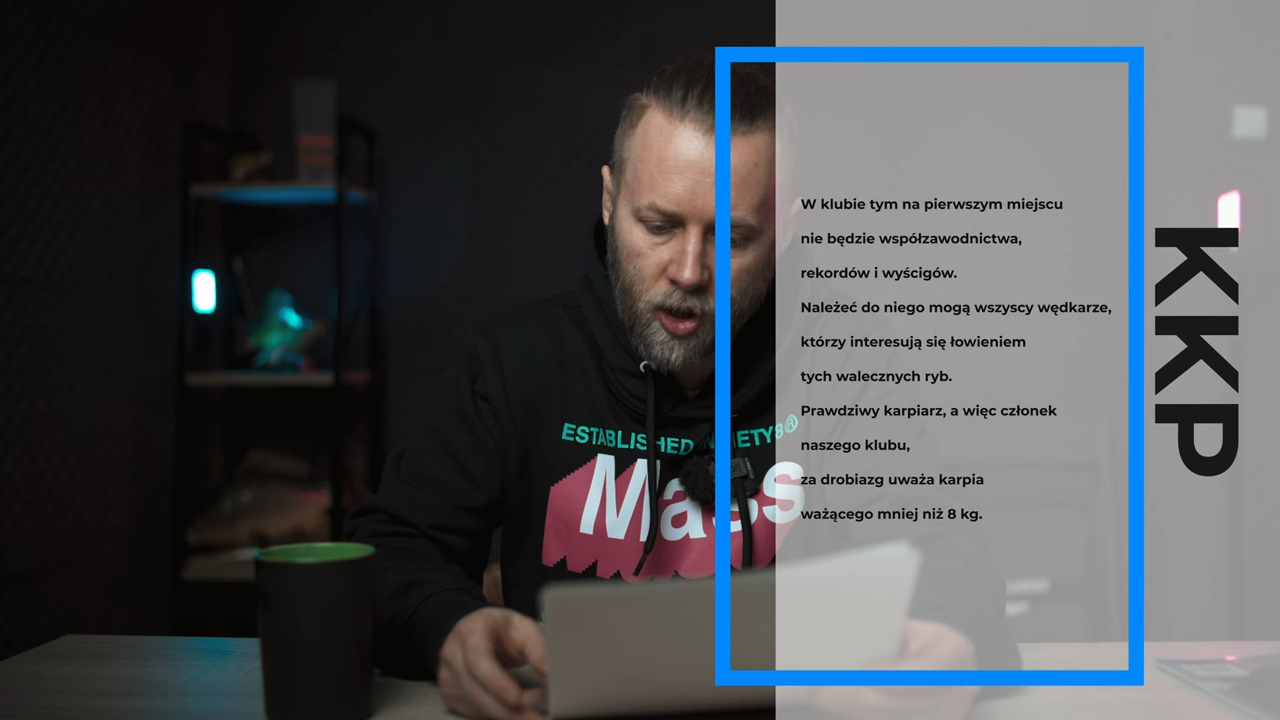 W klubie tym na pierwszym miejscu
nie będzie współzawodnictwa,
rekordów i wyścigów.
Należeć do niego mogą wszyscy wędkarze,
którzy interesują się łowieniem
tych walecznych ryb.
Prawdziwy karpiarz, a więc członek
naszego klubu,
za drobiazg uważa karpia
ważącego mniej niż 8 kg.
KKP
ESTABLISHED
Mass